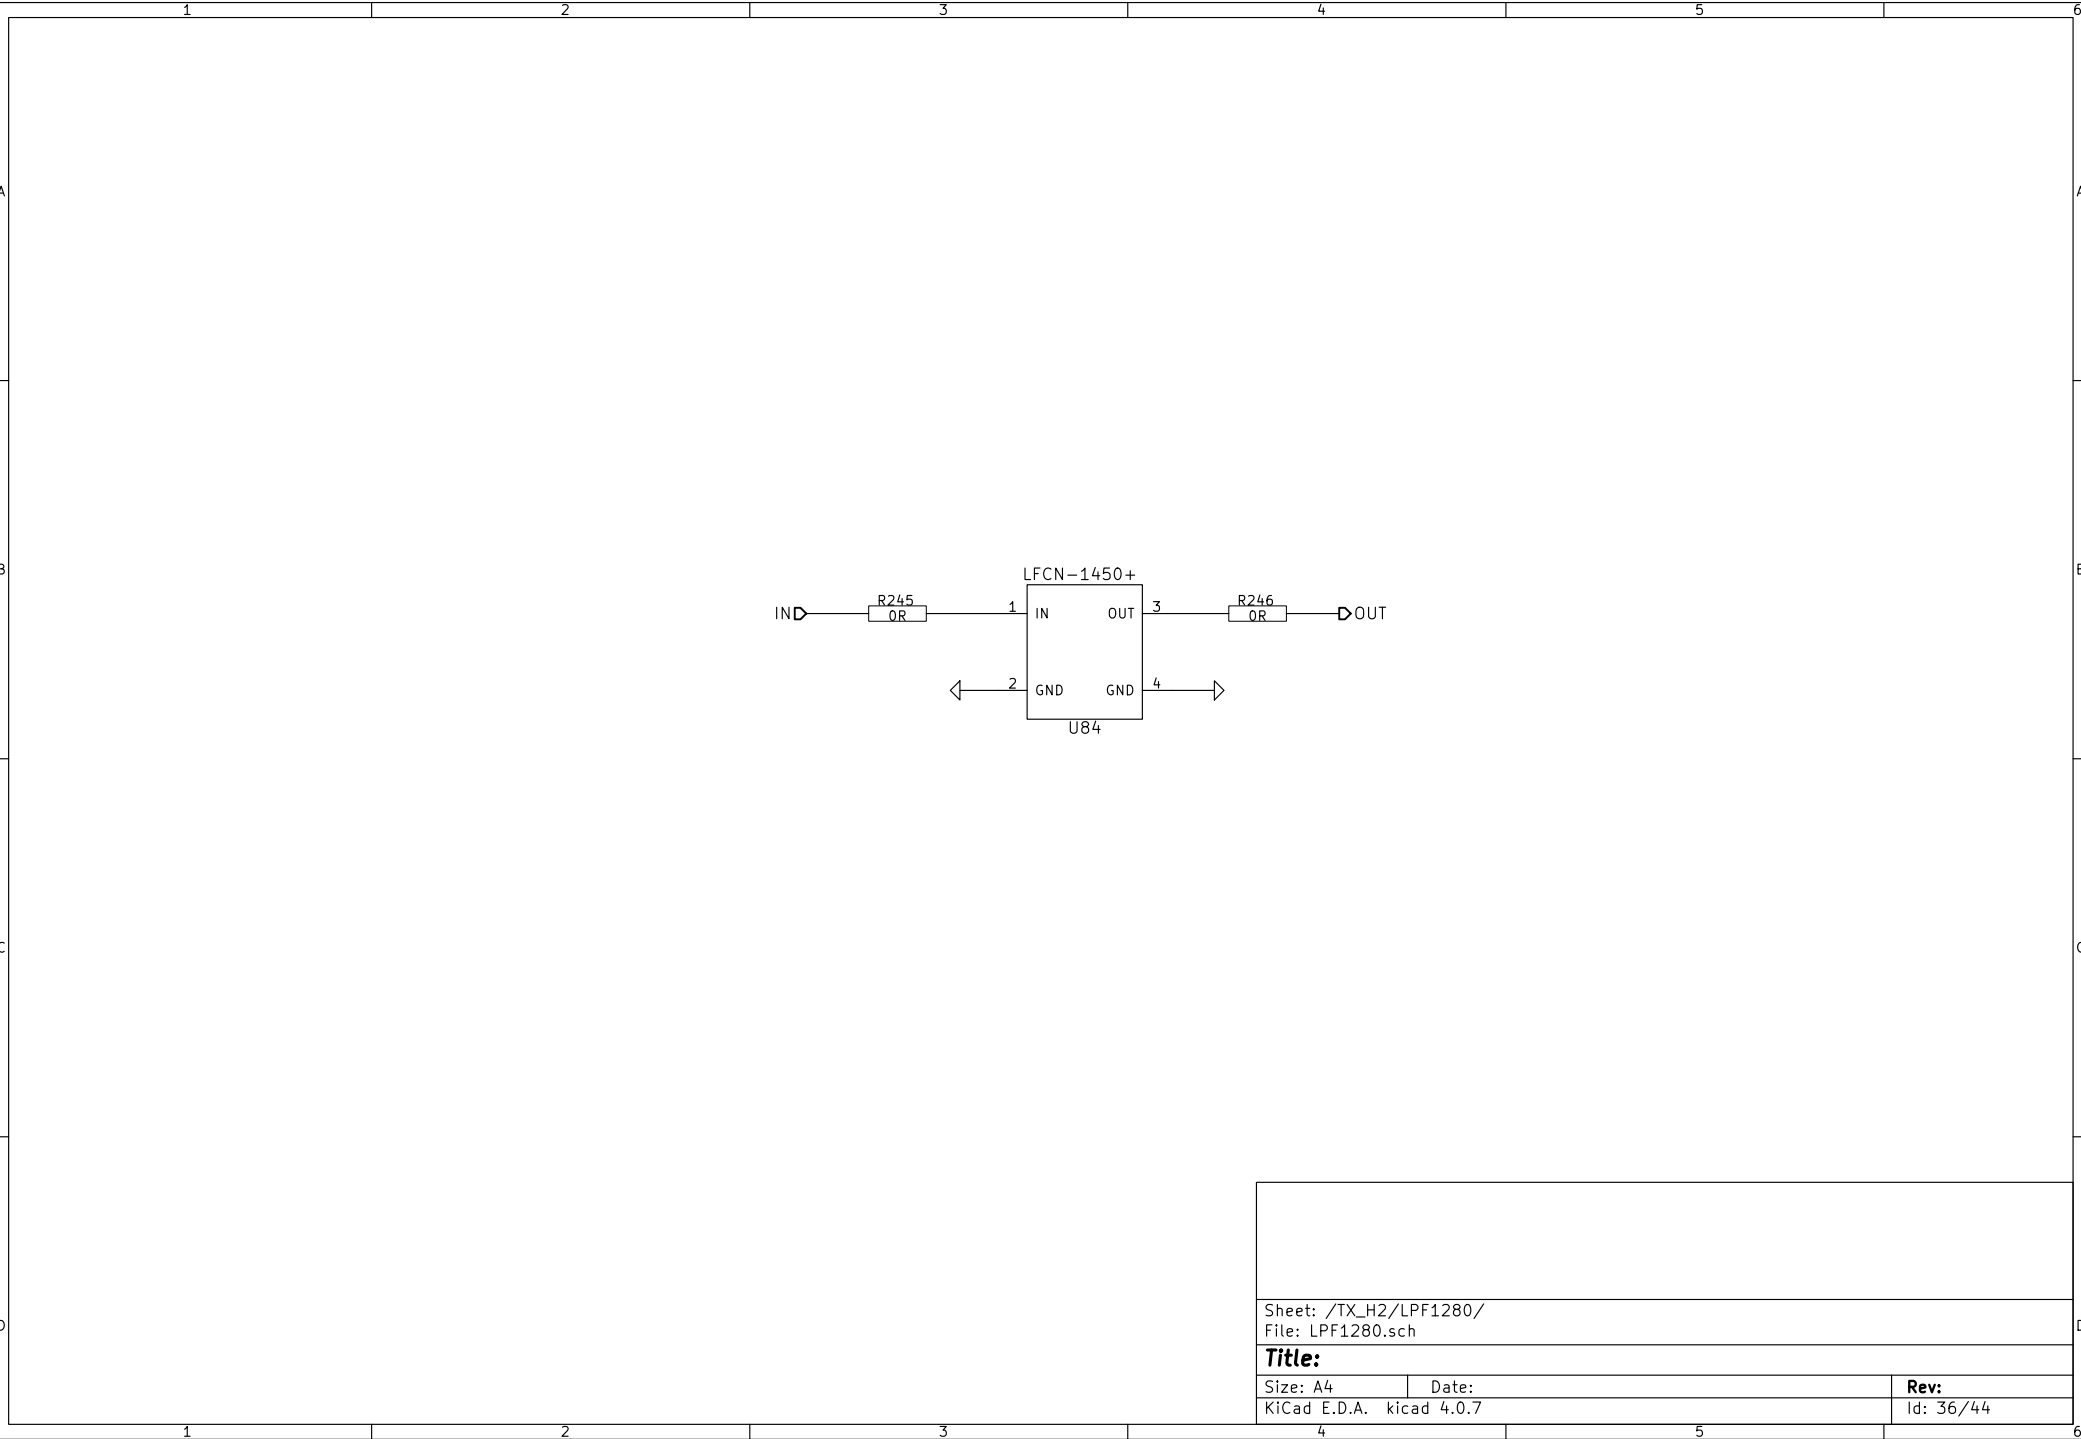 1 2 3 4 5 6
A A
B B
LFCN-1450+
R245 R246
IN 0R 1 IN OUT 3 0R OUT
2 GND GND 4
U84
C C
Sheet: /TX_H2/LPF1280/
D D
File: LPF1280.sch
Title:
Size: A4 Date: Rev:
KiCad E.D.A. kicad 4.0.7 Id: 36/44
1 2 3 4 5 6